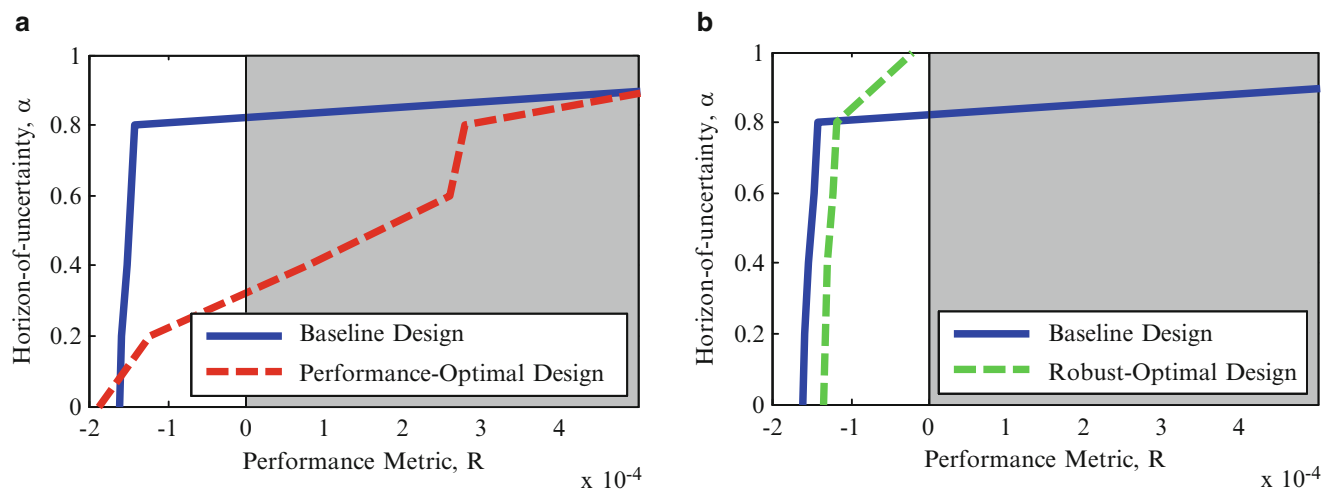 a
1
0.8
0.6
0.4
0.2
0
Horizon-of-uncertainty, α
Baseline Design
Performance-Optimal Design
-2 -1 0 1 2 3 4
Performance Metric, R
x 10-4
b
1
0.8
0.6
0.4
0.2
0
Horizon-of-uncertainty, α
Baseline Design
Robust-Optimal Design
-2 -1 0 1 2 3 4
Performance Metric, R
x 10-4